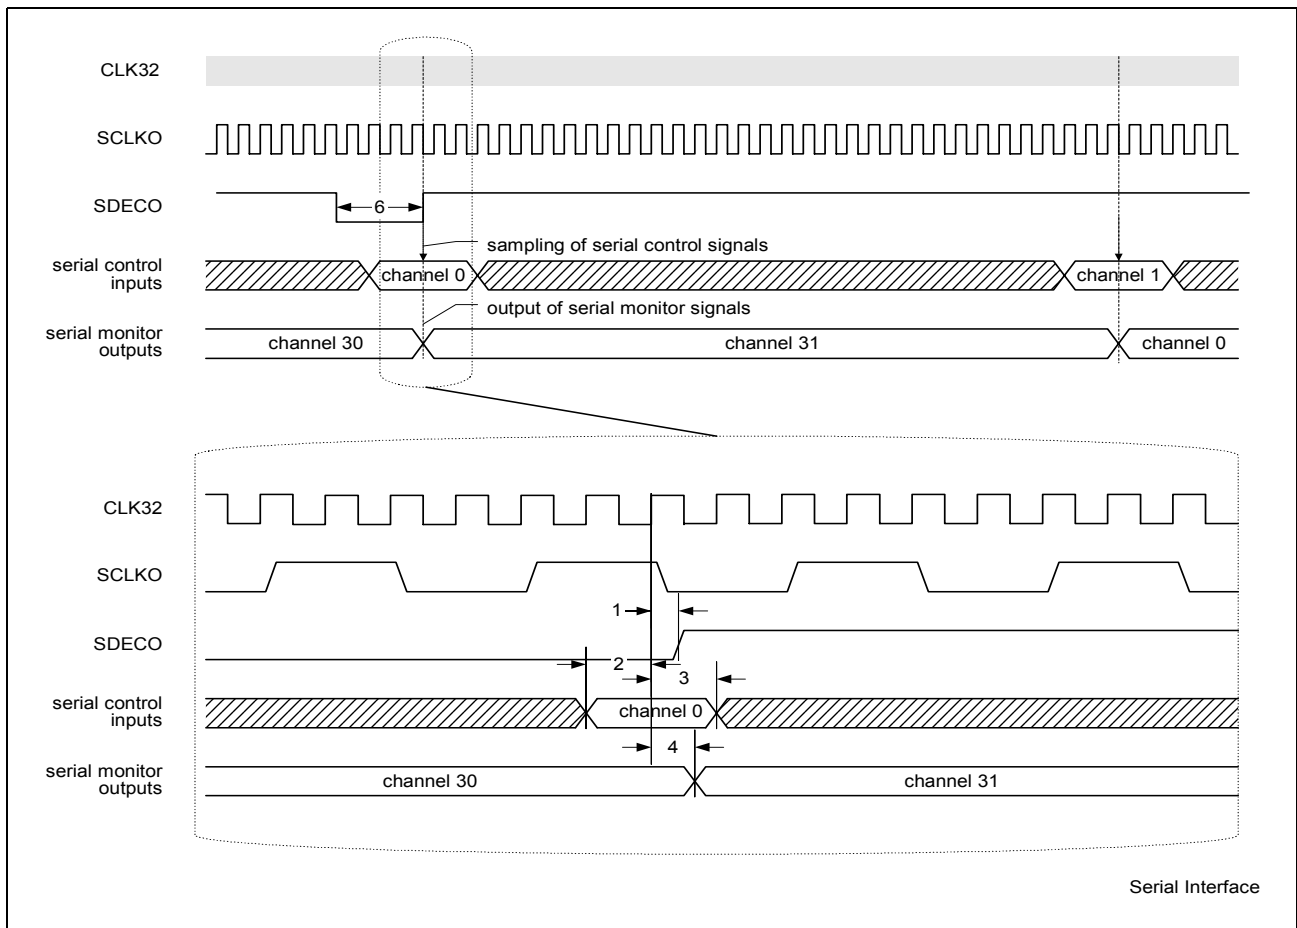 CLK32
SCLKO
SDECO
6
sampling of serial control signals
serial control
inputs
channel 0
channel 1
output of serial monitor signals
serial monitor
outputs
channel 30
channel 31
channel 0
CLK32
SCLKO
1
SDECO
2
3
serial control
inputs
channel 0
4
serial monitor
outputs
channel 30
channel 31
Serial Interface